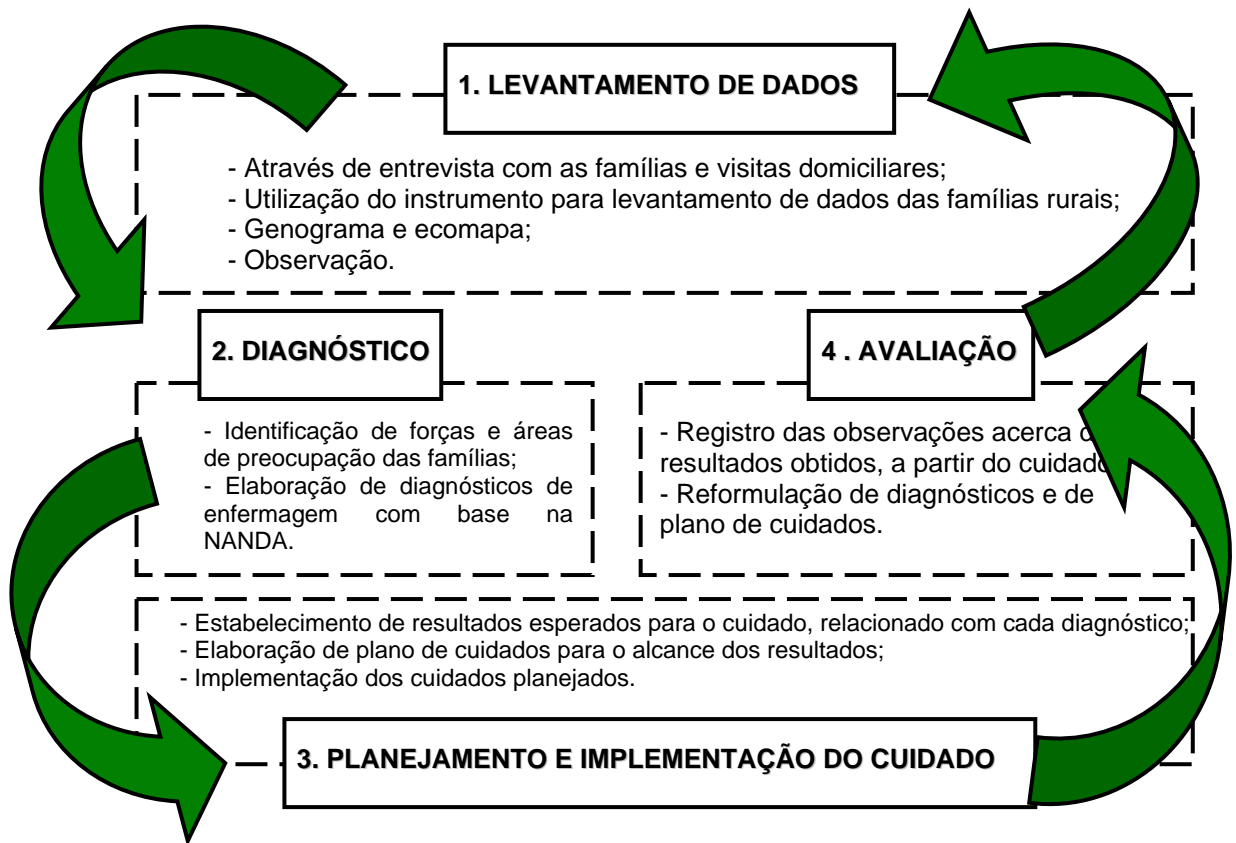 1. LEVANTAMENTO DE DADOS
- Através de entrevista com as famílias e visitas domiciliares;
- Utilização do instrumento para levantamento de dados das famílias rurais;
- Genograma e ecomapa;
- Observação.
2. DIAGNÓSTICO
- Identificação de forças e áreas
de preocupação das famílias;
- Elaboração de diagnósticos de
enfermagem com base na
NANDA.
4 . AVALIAÇÃO
- Registro das observações acerca
resultados obtidos, a partir do cuidado
- Reformulação de diagnósticos e de
plano de cuidados.
- Estabelecimento de resultados esperados para o cuidado, relacionado com cada diagnóstico;
- Elaboração de plano de cuidados para o alcance dos resultados;
- Implementação dos cuidados planejados.
3. PLANEJAMENTO E IMPLEMENTAÇÃO DO CUIDADO